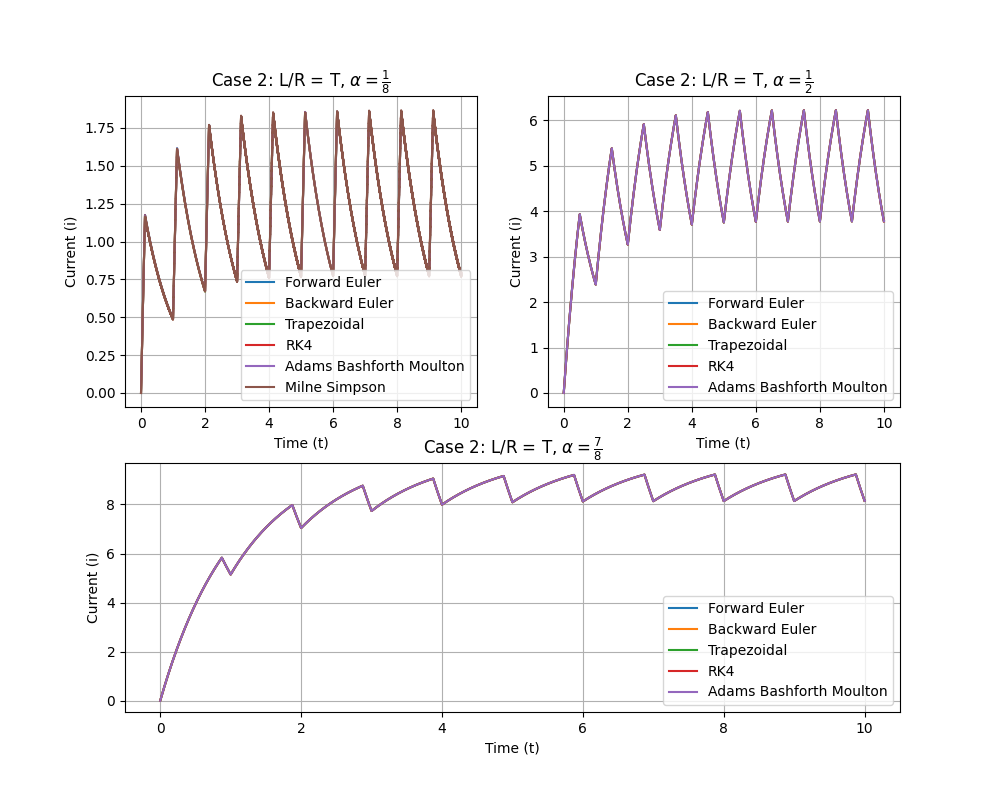 Case 2: L/R = T, α = 1/8
Current (i)
1.75
1.50
1.25
1.00
0.75
0.50
0.25
0.00
Forward Euler
Backward Euler
Trapezoidal
RK4
Adams Bashforth Moulton
Milne Simpson
0 2 4 6 8 10
Time (t)
Case 2: L/R = T, α = 1/2
Current (i)
6
5
4
3
2
1
0
Forward Euler
Backward Euler
Trapezoidal
RK4
Adams Bashforth Moulton
0 2 4 6 8 10
Time (t)
Case 2: L/R = T, α = 7/8
Current (i)
8
6
4
2
0
Forward Euler
Backward Euler
Trapezoidal
RK4
Adams Bashforth Moulton
0 2 4 6 8 10
Time (t)